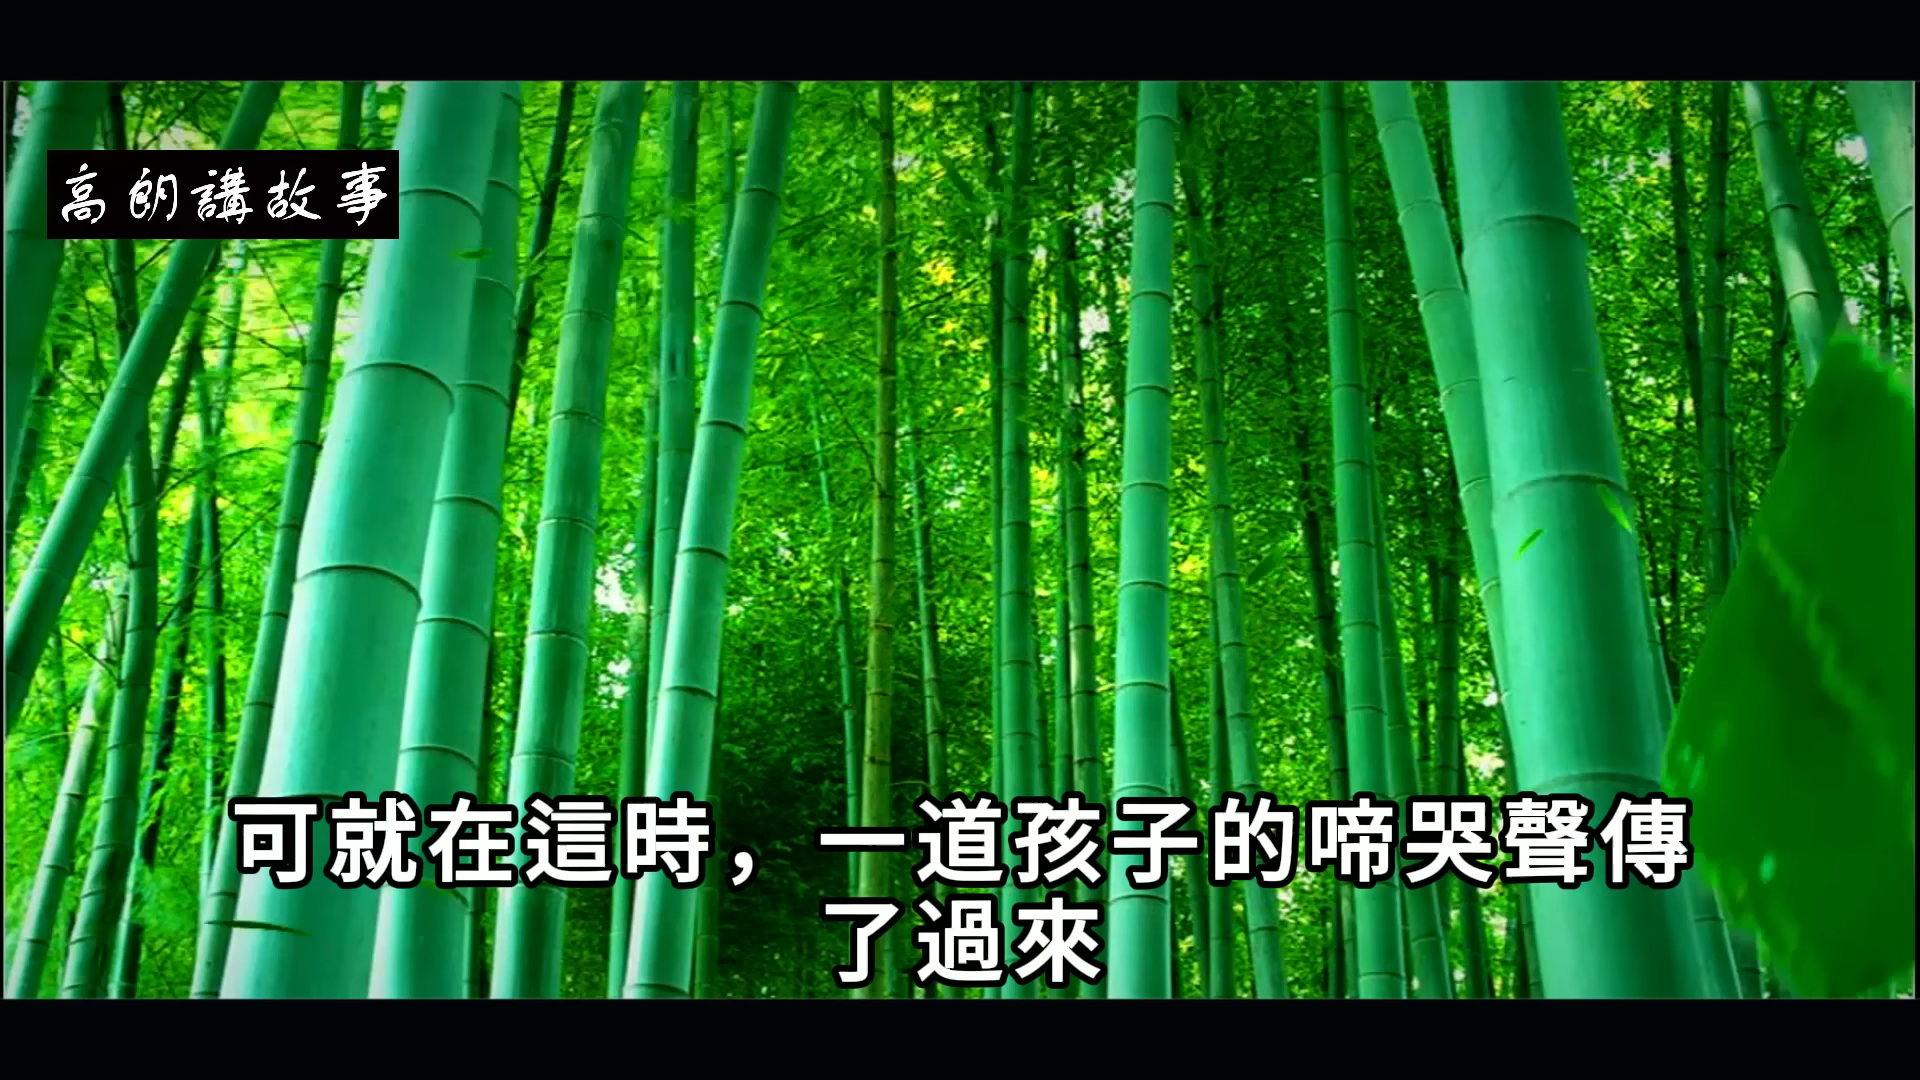 高朗講故事
可就在這時，一道孩子的啼哭聲傳
了過來